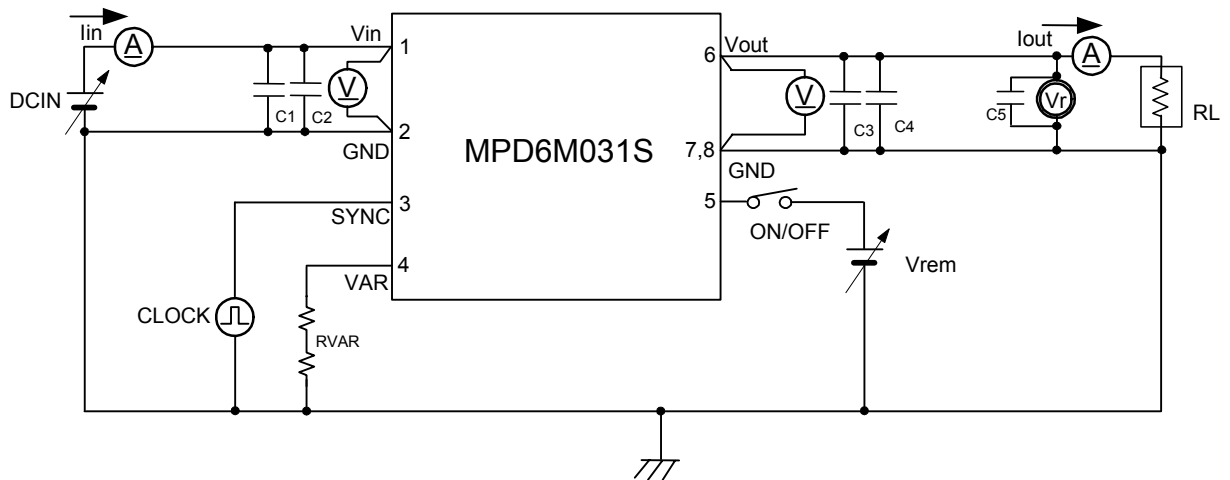 Iin
A
Vin
1
DCIN
C1
C2
V
2
GND
MPD6M031S
SYNC
3
VAR
4
CLOCK
RVAR
6
Vout
V
C3
C4
Iout
A
C5
Vr
RL
7,8
GND
5
ON/OFF
Vrem